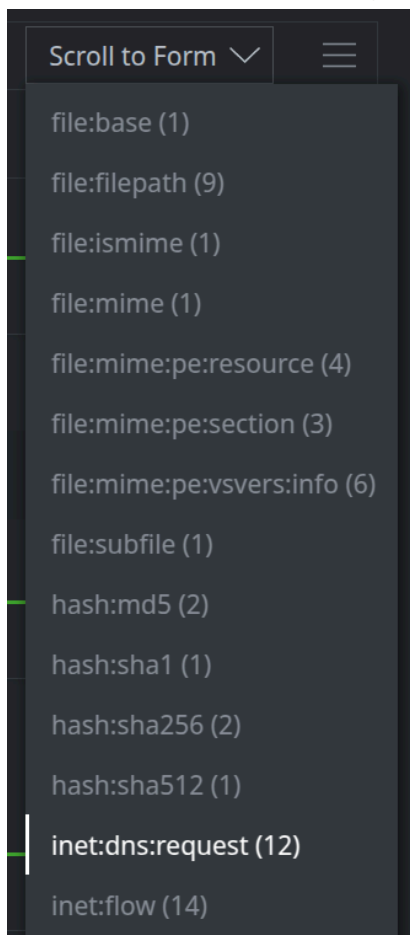 Scroll to Form
file:base (1)
file:filepath (9)
file:ismime (1)
file:mime (1)
file:mime:pe:resource (4)
file:mime:pe:section (3)
file:mime:pe:vsvers:info (6)
file:subfile (1)
hash:md5 (2)
hash:sha1 (1)
hash:sha256 (2)
hash:sha512 (1)
inet:dns:request (12)
inet:flow (14)